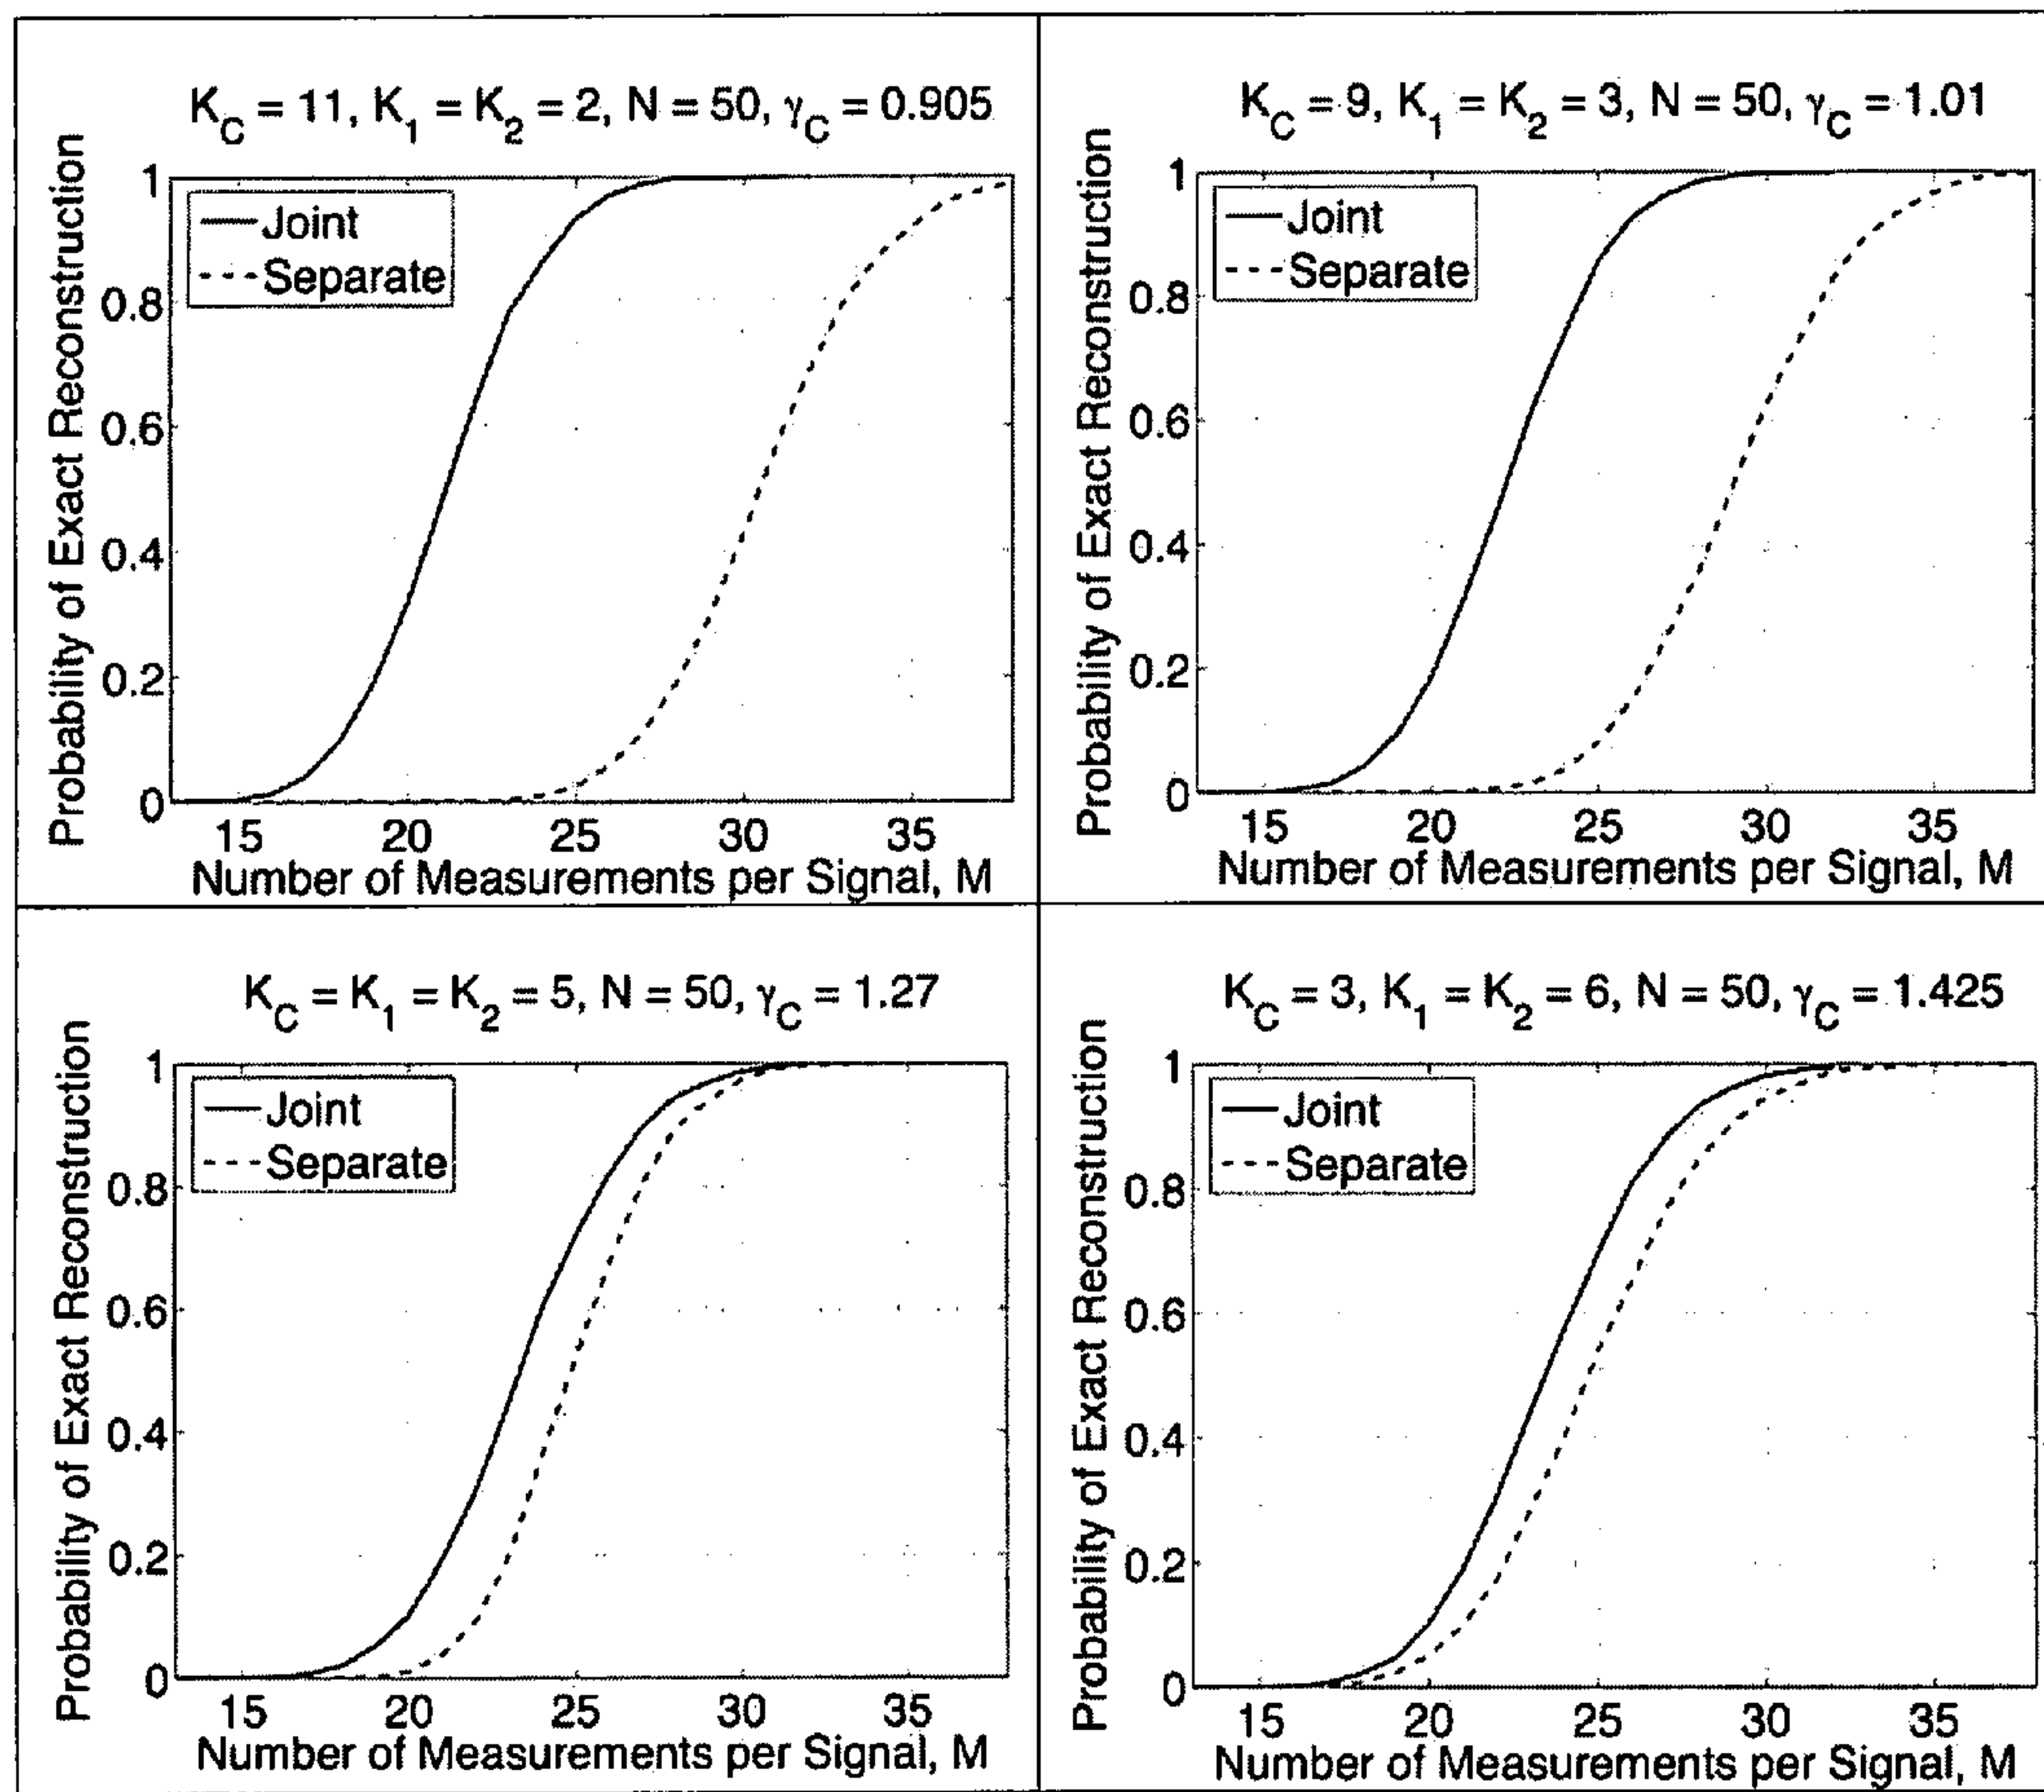 K_C = 11, K_1 = K_2 = 2, N = 50, γ_C = 0.905
Probability of Exact Reconstruction
1
0.8
0.6
0.4
0.2
0
Joint
Separate
15 20 25 30 35
Number of Measurements per Signal, M
K_C = 9, K_1 = K_2 = 3, N = 50, γ_C = 1.01
Probability of Exact Reconstruction
1
0.8
0.6
0.4
0.2
0
Joint
Separate
15 20 25 30 35
Number of Measurements per Signal, M
K_C = K_1 = K_2 = 5, N = 50, γ_C = 1.27
Probability of Exact Reconstruction
1
0.8
0.6
0.4
0.2
0
Joint
Separate
15 20 25 30 35
Number of Measurements per Signal, M
K_C = 3, K_1 = K_2 = 6, N = 50, γ_C = 1.425
Probability of Exact Reconstruction
1
0.8
0.6
0.4
0.2
0
Joint
Separate
15 20 25 30 35
Number of Measurements per Signal, M